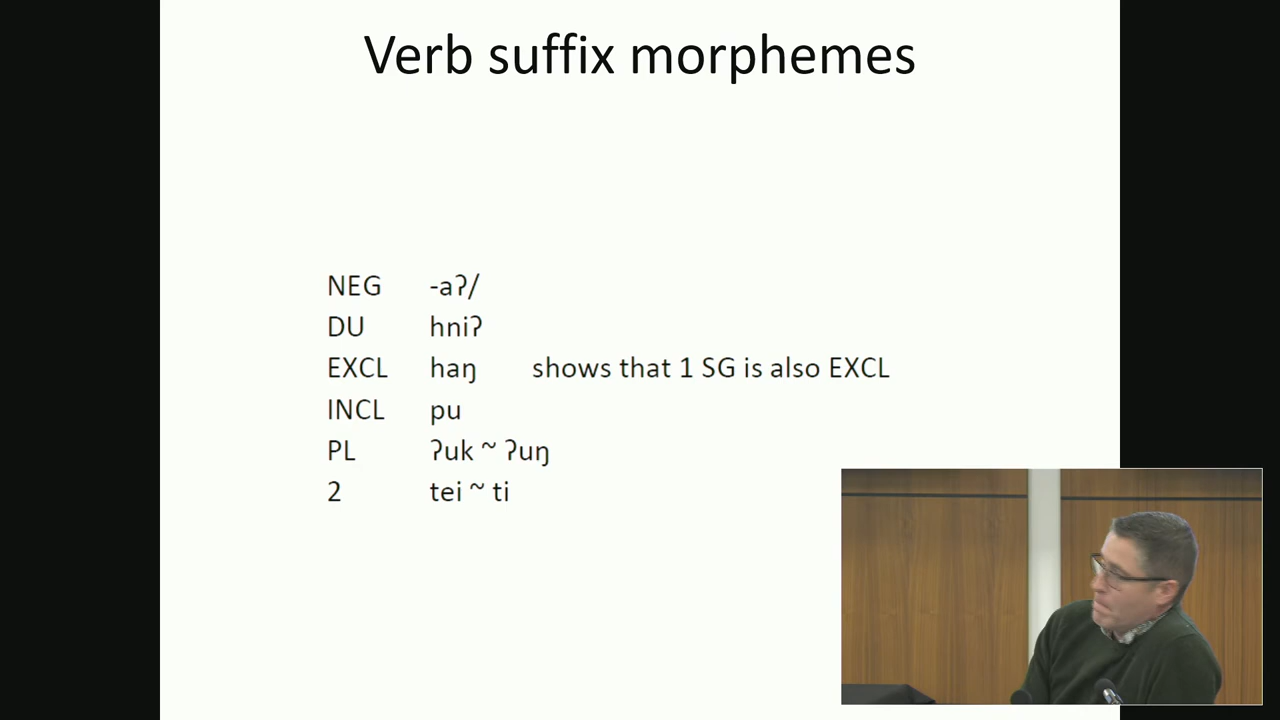 Verb suffix morphemes
NEG -aʔ/
DU hniʔ
EXCL haŋ shows that 1 SG is also EXCL
INCL pu
PL ʔuk ~ ʔuŋ
2 tei ~ ti